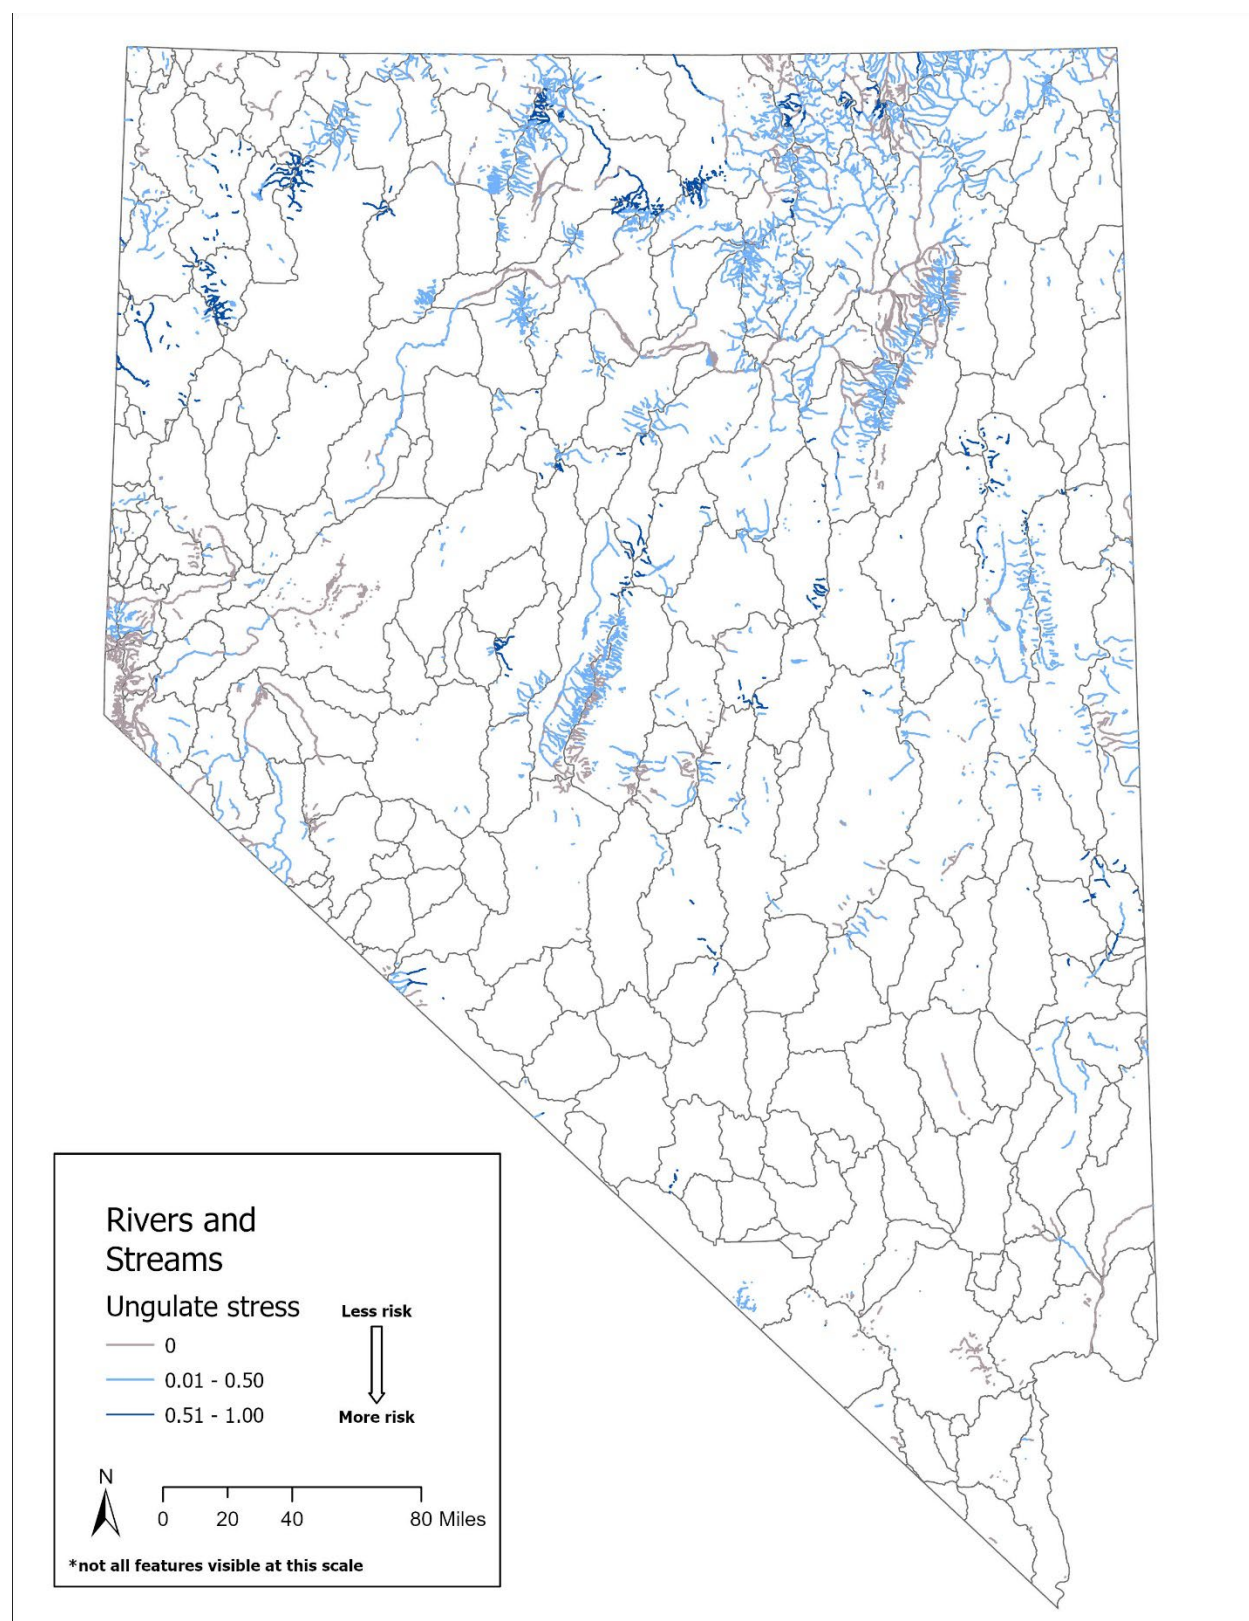 Rivers and
Streams
Ungulate stress
Less risk
0
0.01 - 0.50
0.51 - 1.00
More risk
N
0 20 40 80 Miles
*not all features visible at this scale